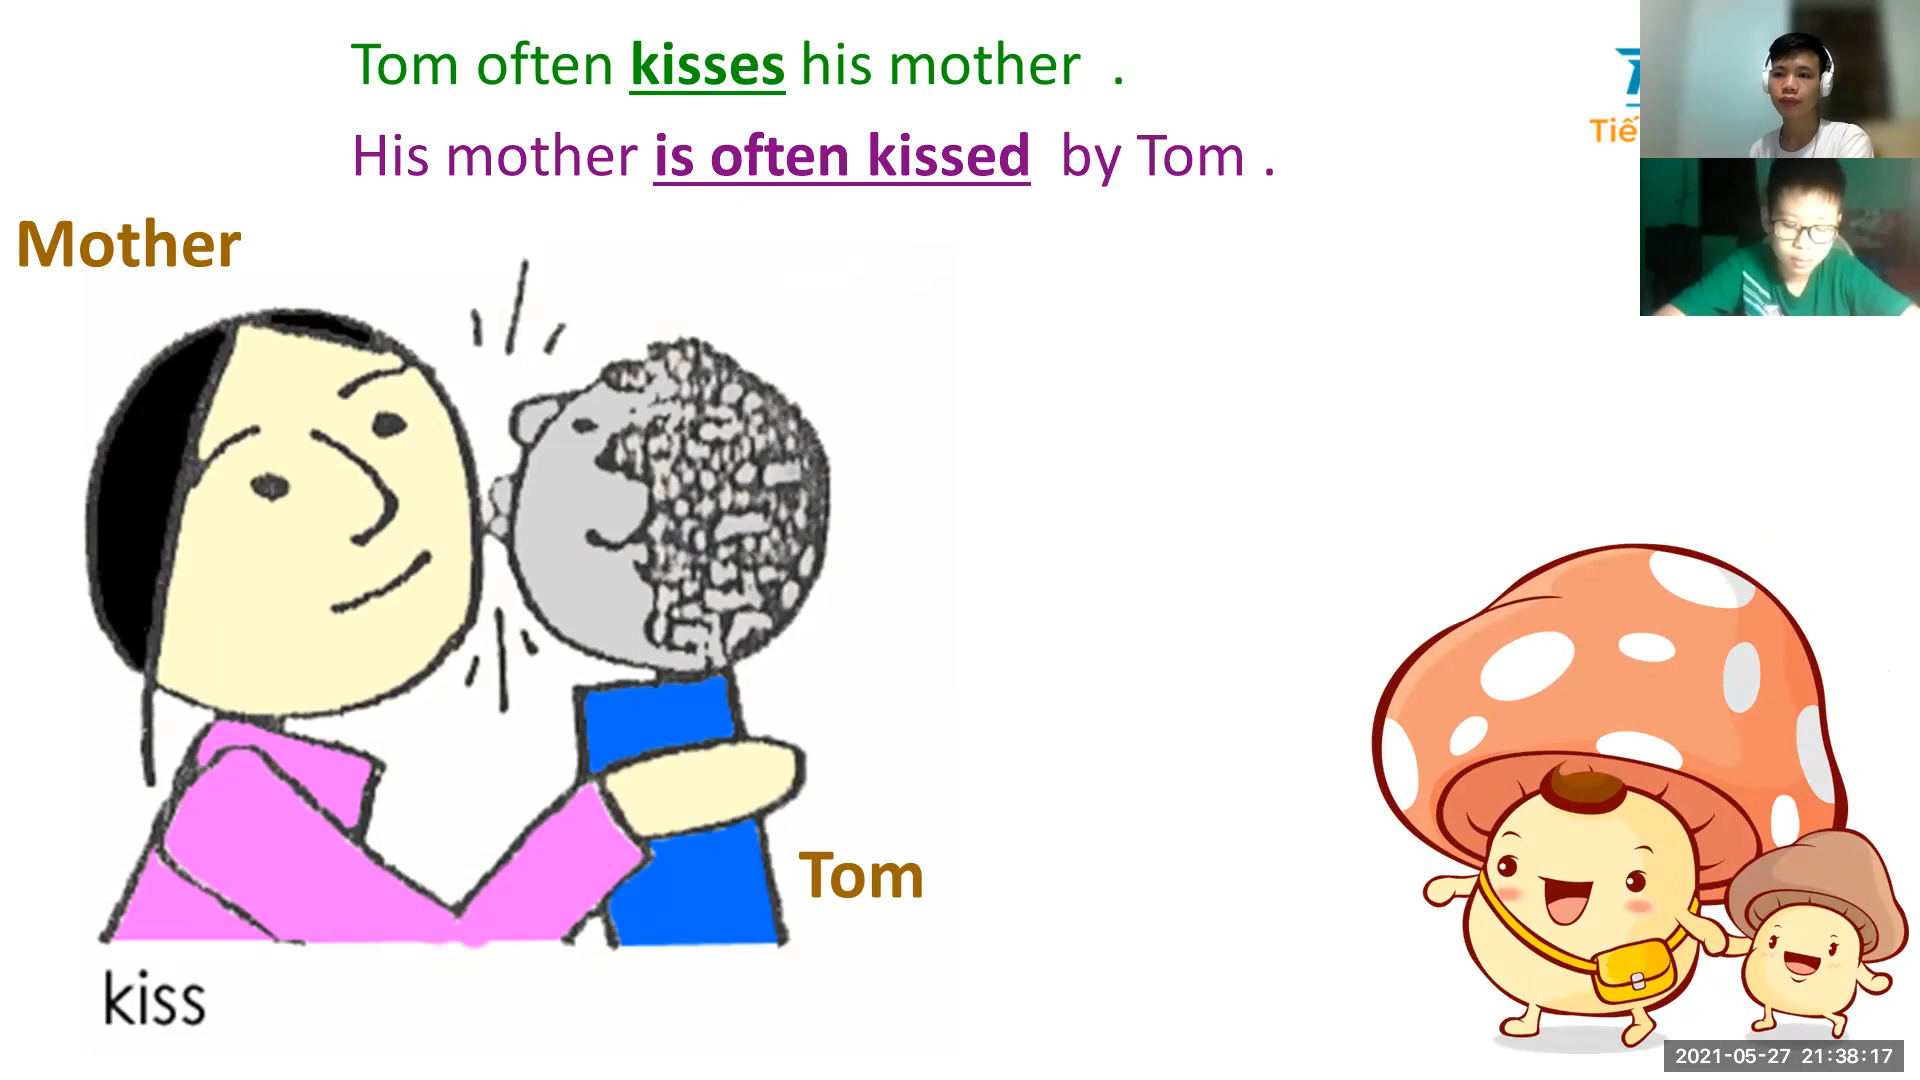 Tom often kisses his mother .
His mother is often kissed by Tom .
Tiế
Mother
Tom
kiss
2021-05-27 21:38:17